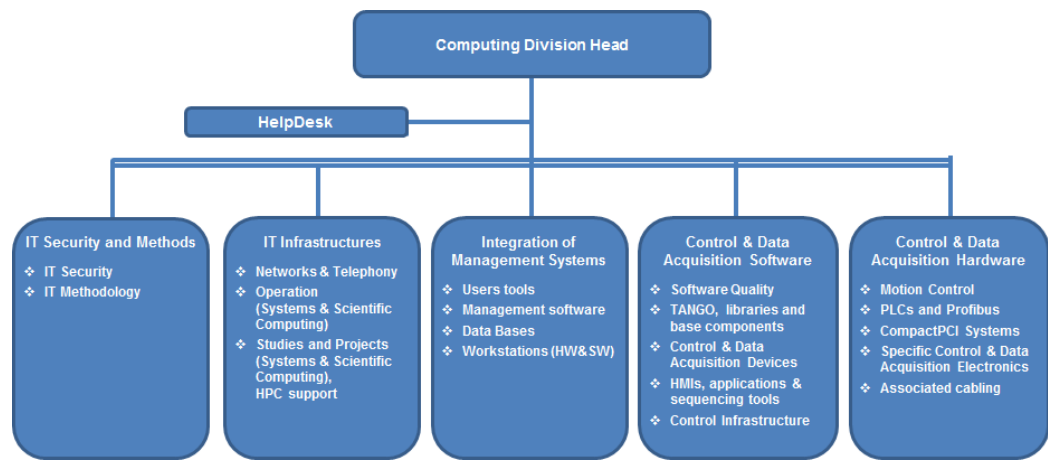 Computing Division Head
HelpDesk
IT Security and Methods
❖ IT Security
❖ IT Methodology
IT Infrastructures
❖ Networks & Telephony
❖ Operation
(Systems & Scientific
Computing)
❖ Studies and Projects
(Systems & Scientific
Computing),
HPC support
Integration of
Management Systems
❖ Users tools
❖ Management software
❖ Data Bases
❖ Workstations (HW&SW)
Control & Data
Acquisition Software
❖ Software Quality
❖ TANGO, libraries and
base components
❖ Control & Data
Acquisition Devices
❖ HMIs, applications &
sequencing tools
❖ Control Infrastructure
Control & Data
Acquisition Hardware
❖ Motion Control
❖ PLCs and Profibus
❖ CompactPCI Systems
❖ Specific Control & Data
Acquisition Electronics
❖ Associated cabling